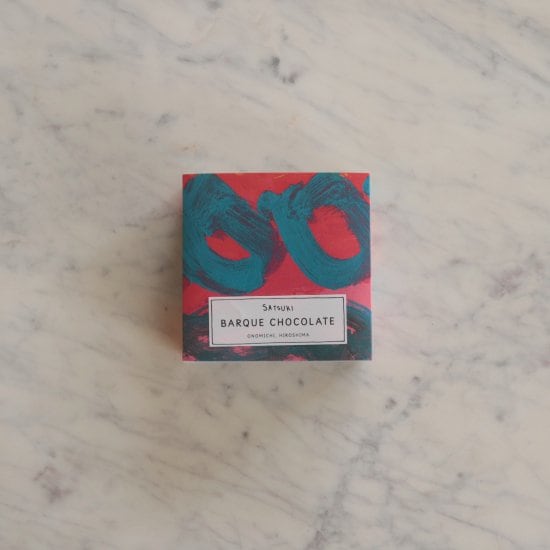 SATSUKI
BARQUE CHOCOLATE
ONOMICHI, HIROSHIMA